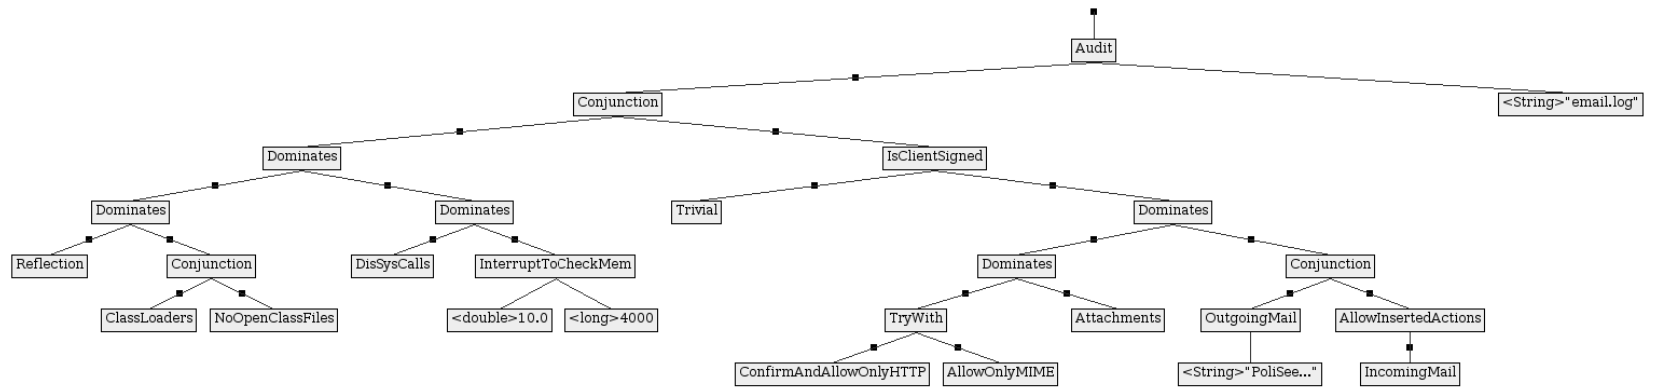 Audit
Conjunction <String>"email.log"
Dominates IsClientSigned
Dominates Dominates Trivial Dominates
Reflection Conjunction DisSysCalls InterruptToCheckMem Dominates Conjunction
ClassLoaders NoOpenClassFiles <double>10.0 <long>4000 TryWith Attachments OutgoingMail AllowInsertedActions
ConfirmAndAllowOnlyHTTP AllowOnlyMIME <String>"PoliSee..." IncomingMail